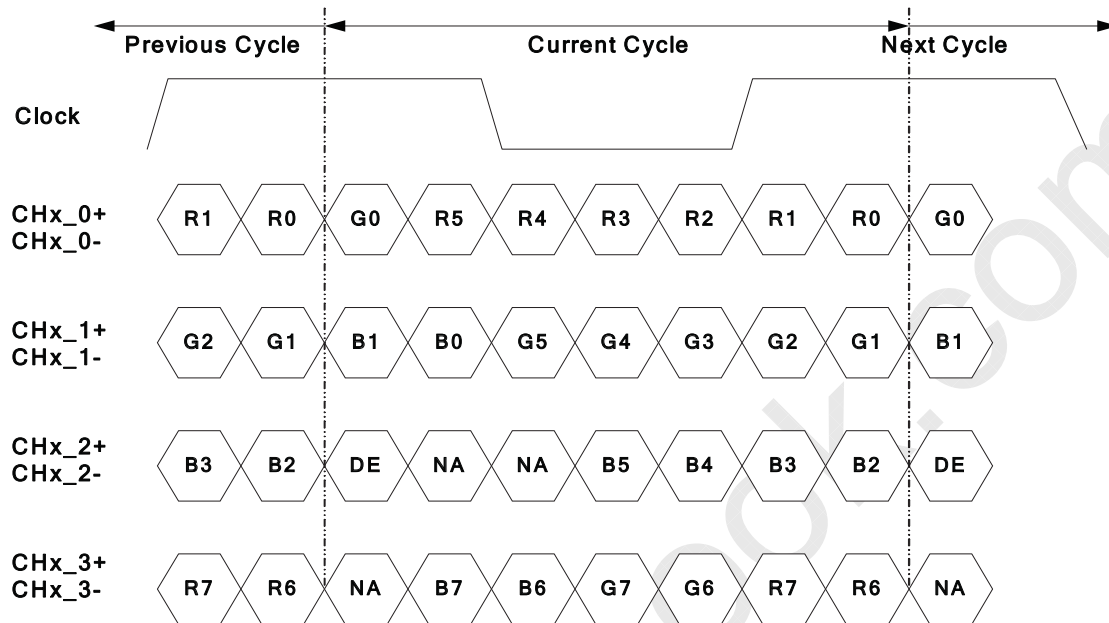 Previous Cycle Current Cycle Next Cycle
Clock
CHx_0+
CHx_0-
R1 R0 G0 R5 R4 R3 R2 R1 R0 G0
CHx_1+
CHx_1-
G2 G1 B1 B0 G5 G4 G3 G2 G1 B1
CHx_2+
CHx_2-
B3 B2 DE NA NA B5 B4 B3 B2 DE
CHx_3+
CHx_3-
R7 R6 NA B7 B6 G7 G6 R7 R6 NA